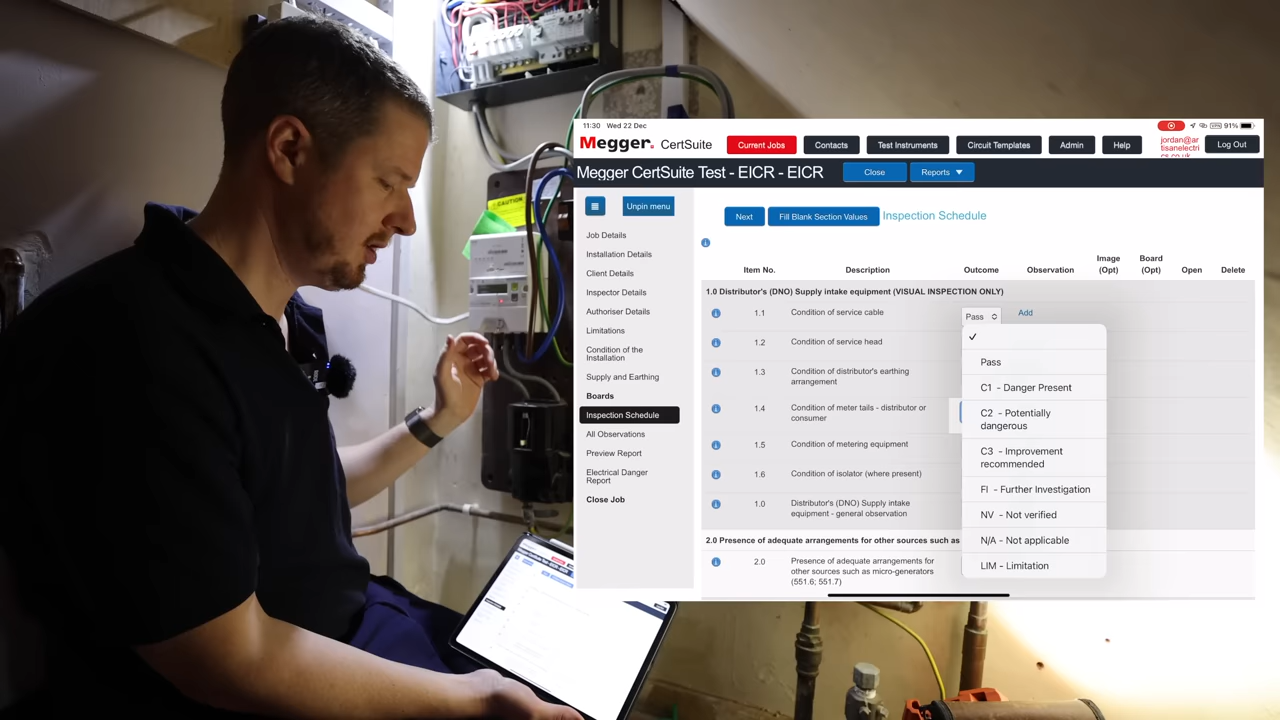 CAUTION
11:30 Wed 22 Dec
VPN 91%
Megger. CertSuite
Current Jobs
Contacts
Test Instruments
Circuit Templates
Admin
Help
jordan@ar
tisanelectri
cs.co.uk
Log Out
Megger CertSuite Test - EICR - EICR
Close
Reports
Unpin menu
Job Details
Installation Details
Client Details
Inspector Details
Authoriser Details
Limitations
Condition of the
Installation
Supply and Earthing
Boards
Inspection Schedule
All Observations
Preview Report
Electrical Danger
Report
Close Job
Next
Fill Blank Section Values
Inspection Schedule
Item No.
Description
Outcome
Observation
Image
(Opt)
Board
(Opt)
Open
Delete
1.0 Distributor's (DNO) Supply intake equipment (VISUAL INSPECTION ONLY)
1.1 Condition of service cable Pass Add
1.2 Condition of service head
1.3 Condition of distributor's earthing
arrangement
1.4 Condition of meter tails - distributor or
consumer
1.5 Condition of metering equipment
1.6 Condition of isolator (where present)
1.0 Distributor's (DNO) Supply intake
equipment - general observation
2.0 Presence of adequate arrangements for other sources such as
2.0 Presence of adequate arrangements for
other sources such as micro-generators
(551.6; 551.7)
Pass
C1 - Danger Present
C2 - Potentially
dangerous
C3 - Improvement
recommended
FI - Further Investigation
NV - Not verified
N/A - Not applicable
LIM - Limitation